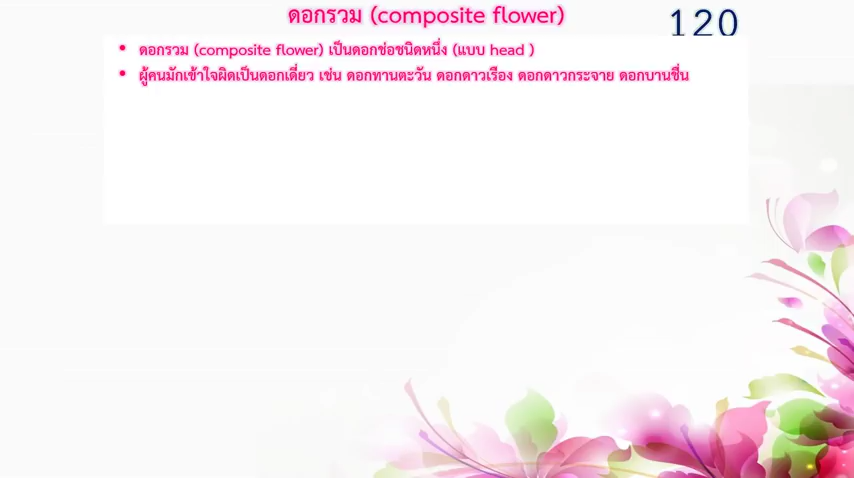 ดอกรวม (composite flower)
120
• ดอกรวม (composite flower) เป็นดอกช่อชนิดหนึ่ง (แบบ head )
• ผู้คนมักเข้าใจผิดเป็นดอกเดี่ยว เช่น ดอกทานตะวัน ดอกดาวเรือง ดอกดาวกระจาย ดอกบานชื่น